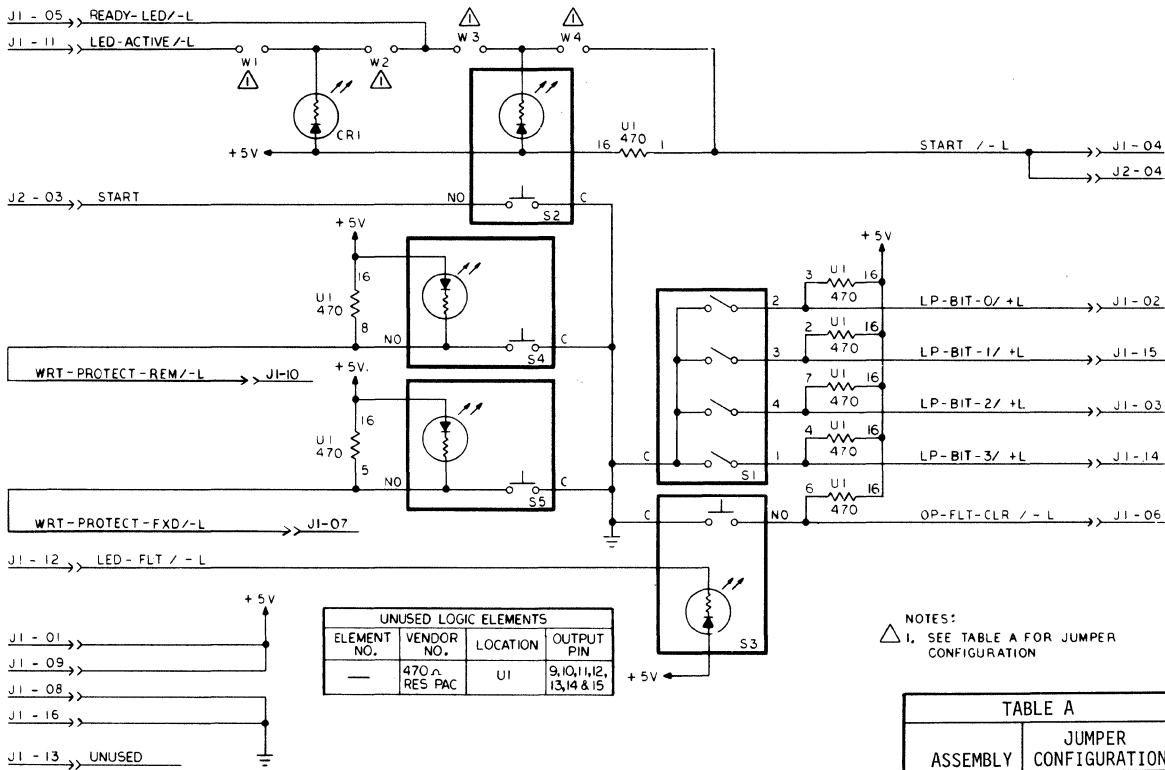 J1 - 05 READY-LED/-L
J1 - 11 LED-ACTIVE/-L
W1
1
W2
1
W3
1
W4
1
CR1
+5V
U1
470
16
1
START /-L
J1-04
J2-04
J2 - 03 START
NO
C
S2
+5V
16
U1
470
8
NO
S4
C
WRT-PROTECT-REM/-L J1-10
+5V.
16
U1
470
5
NO
S5
C
WRT-PROTECT-FXD/-L J1-07
+5V
3 U1 16
470
2 LP-BIT-0/ +L J1-02
2 U1 16
470
3 LP-BIT-1/ +L J1-15
7 U1 16
470
4 LP-BIT-2/ +L J1-03
4 U1 16
470
C
1 LP-BIT-3/ +L J1-14
S1
6 U1 16
470
C
NO OP-FLT-CLR / -L J1-06
S3
+5V
J1 - 12 LED-FLT / -L
+5V
J1 - 01
J1 - 09
J1 - 08
J1 - 16
J1 - 13 UNUSED
UNUSED LOGIC ELEMENTS
ELEMENT NO. VENDOR NO. LOCATION OUTPUT PIN
— 470 Ω RES PAC U1 9,10,11,12, 13,14 & 15
NOTES:
1. SEE TABLE A FOR JUMPER
CONFIGURATION
TABLE A
ASSEMBLY JUMPER CONFIGURATION